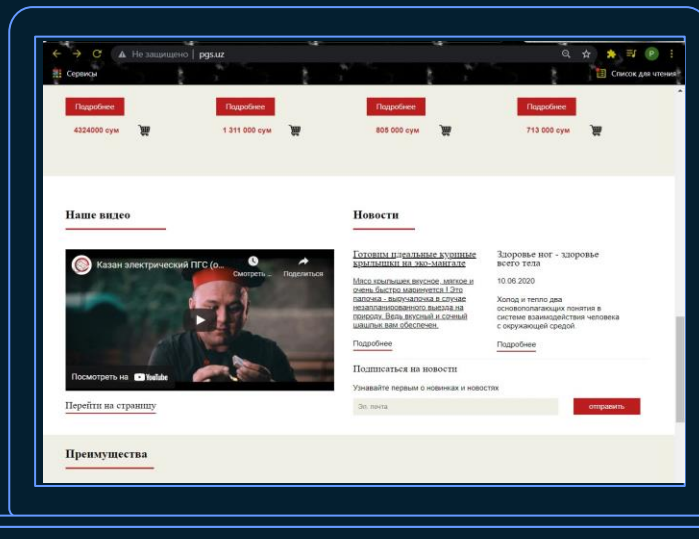 Не защищено | pgs.uz
P
Сервисы
Список для чтения
Подробнее
Подробнее
Подробнее
Подробнее
4324000 сум
1 311 000 сум
805 000 сум
713 000 сум
Наше видео
Казан электрический ПГС (о...
Смотреть ...
Поделиться
Посмотреть на YouTube
Перейти на страницу
Новости
Готовим идеальные куриные
крылышки на эко-мангале
Мясо крылышек вкусное, мягкое и
очень быстро маринуется ! Это
палочка - выручалочка в случае
незапланированного выезда на
природу. Ведь вкусный и сочный
шашлык вам обеспечен.
Подробнее
Здоровье ног - здоровье
всего тела
10.06.2020
Холод и тепло два
основополагающих понятия в
системе взаимодействия человека
с окружающей средой
Подробнее
Подписаться на новости
Узнавайте первым о новинках и новостях
Эл. почта
отправить
Преимущества